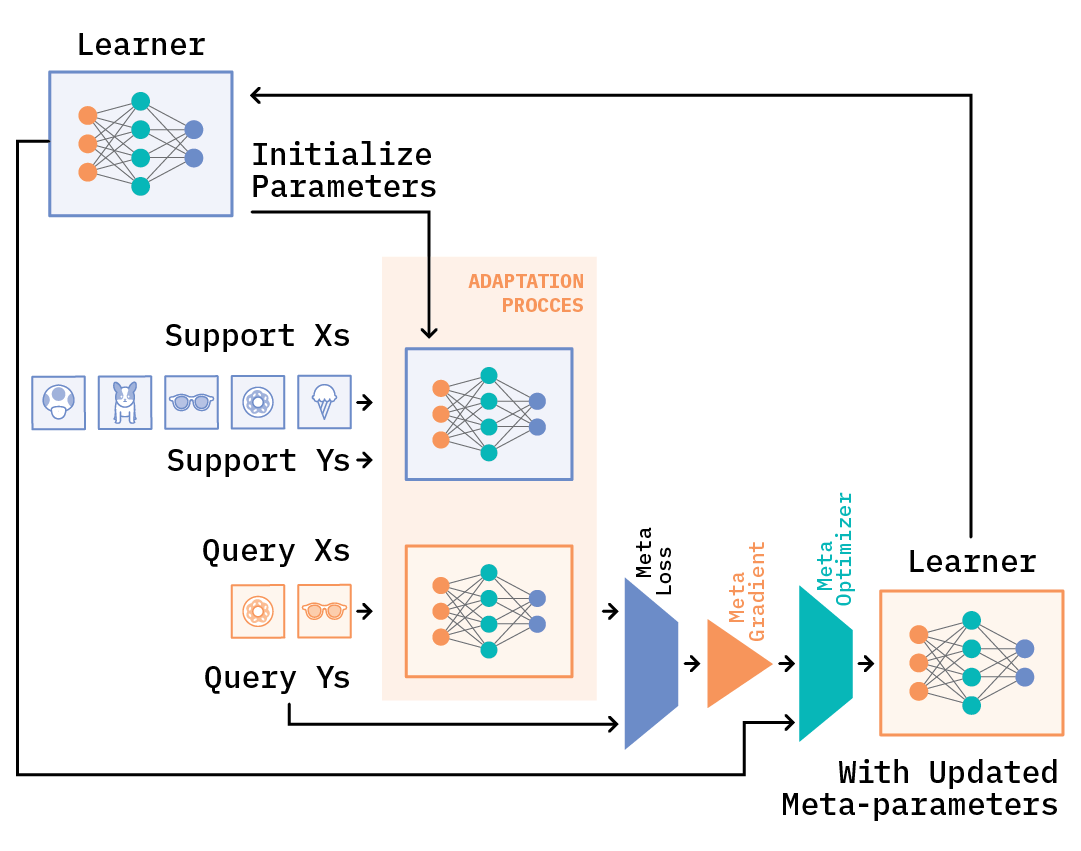 Learner
Initialize
Parameters
ADAPTATION
PROCCES
Support Xs
Support Ys
Query Xs
Query Ys
Meta
Loss
Meta
Gradient
Meta
Optimizer
Learner
With Updated
Meta-parameters